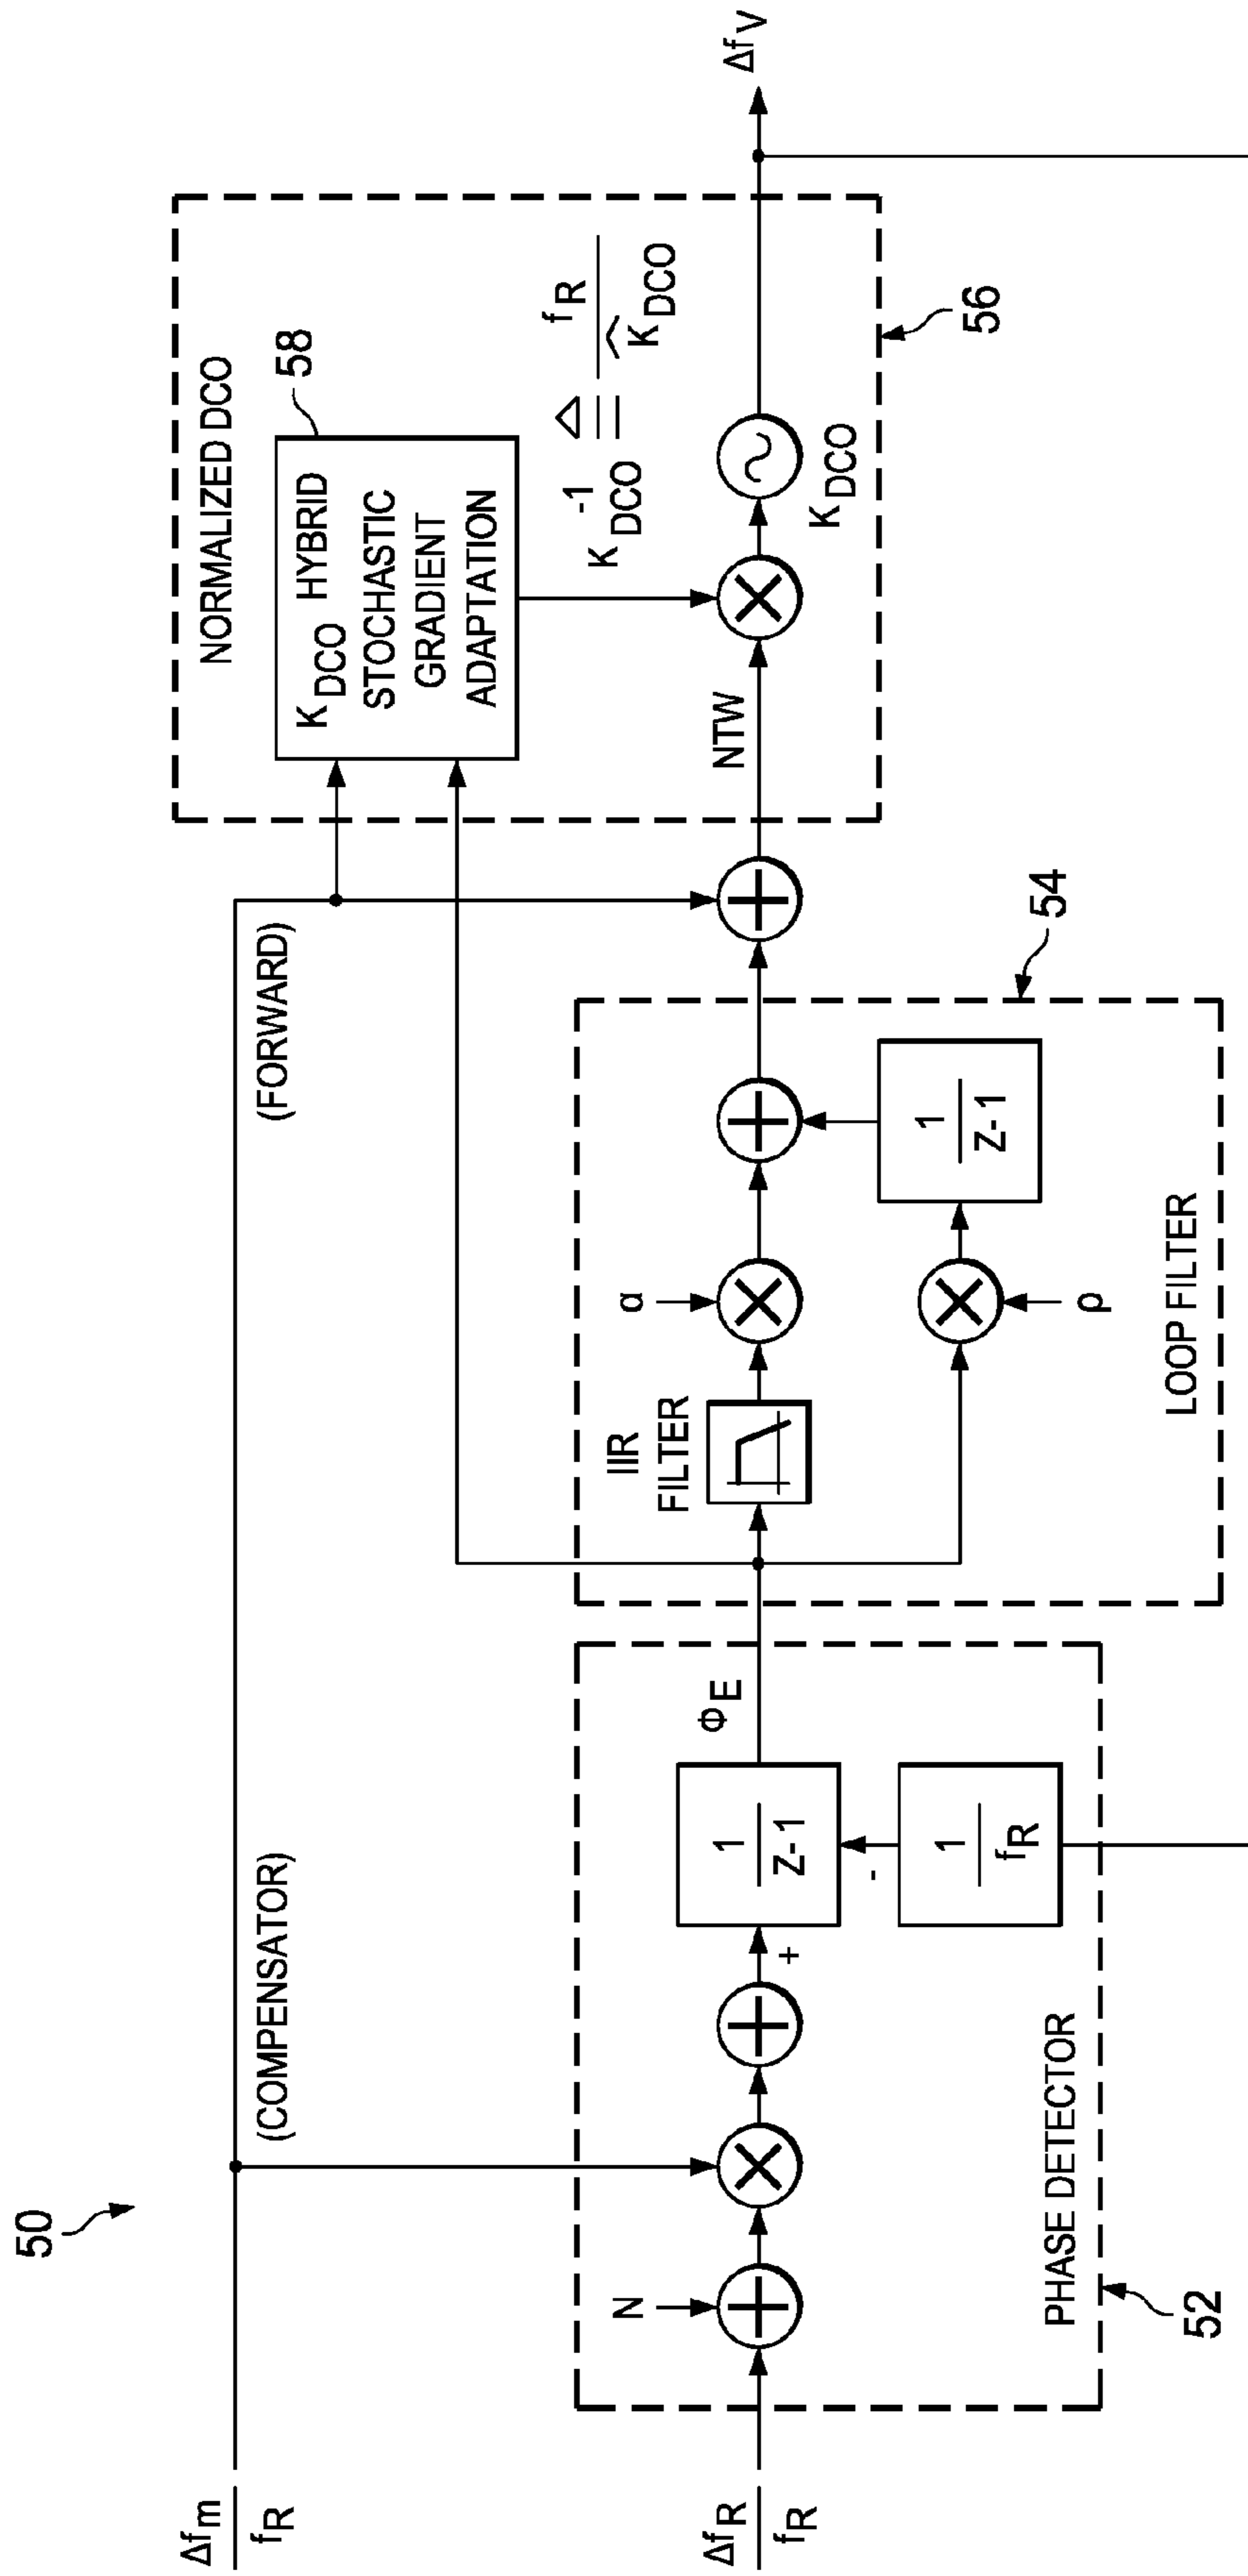 50
Δfm
fR
(COMPENSATOR)
(FORWARD)
NORMALIZED DCO
58
KDCO HYBRID
STOCHASTIC
GRADIENT
ADAPTATION
K-1DCO ≜ fR
K̂DCO
ΔfR
fR
N
+
-
1
Z-1
1
fR
ΦE
PHASE DETECTOR
52
IIR
FILTER
α
ρ
1
Z-1
LOOP FILTER
54
NTW
KDCO
56
ΔfV